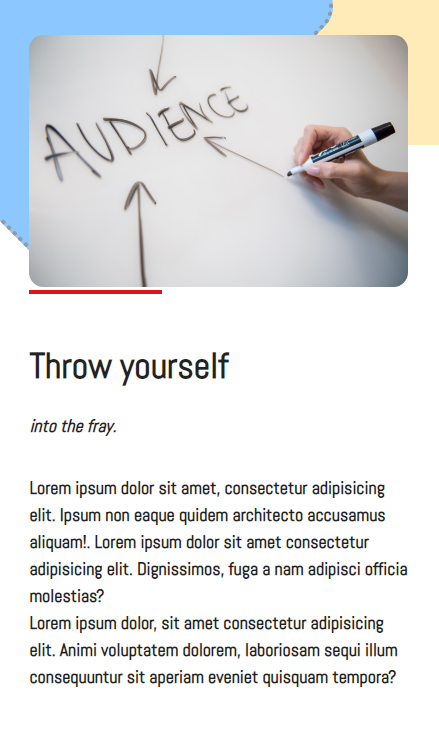 AUDIENCE
Throw yourself
into the fray.
Lorem ipsum dolor sit amet, consectetur adipisicing
elit. Ipsum non eaque quidem architecto accusamus
aliquam!. Lorem ipsum dolor sit amet consectetur
adipisicing elit. Dignissimos, fuga a nam adipisci officia
molestias?
Lorem ipsum dolor, sit amet consectetur adipisicing
elit. Animi voluptatem dolorem, laboriosam sequi illum
consequuntur sit aperiam eveniet quisquam tempora?